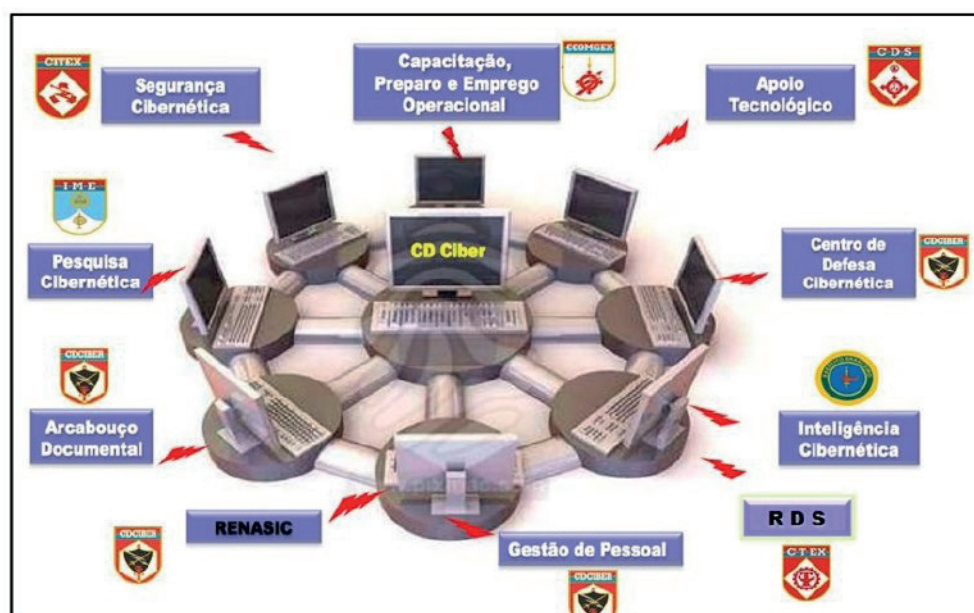 CITEX
Segurança
Cibernética
Capacitação,
Preparo e Emprego
Operacional
CCOMGEX
Apoio
Tecnológico
C-D-S
I-M-E
Pesquisa
Cibernética
CD Ciber
Centro de
Defesa
Cibernética
CDCIBER
CDCIBER
Arcabouço
Documental
Inteligência
Cibernética
RENASIC
CDCIBER
Gestão de Pessoal
CDCIBER
R D S
C-T-EX